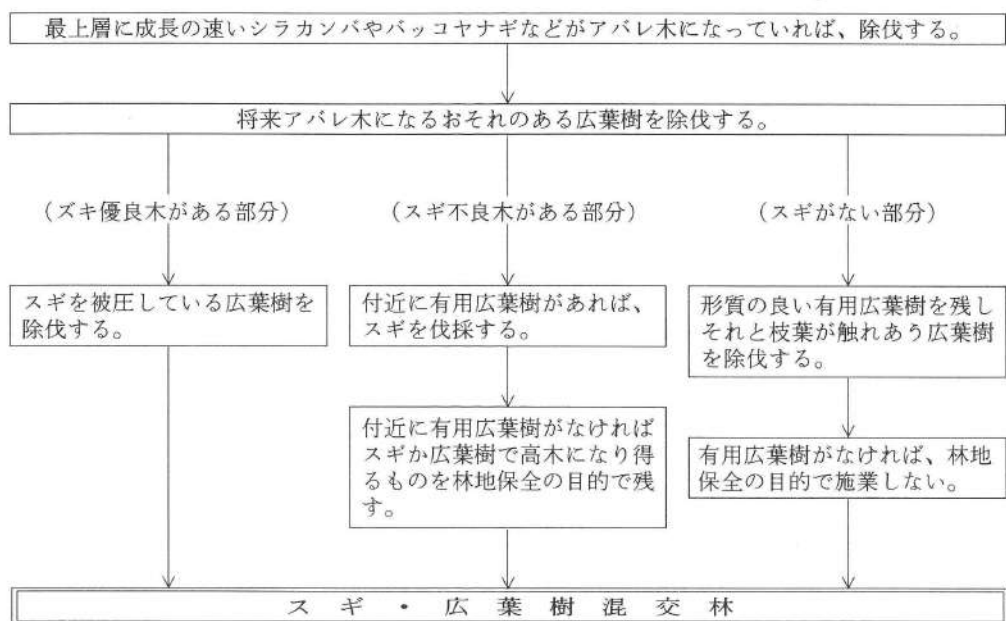 最上層に成長の速いシラカンバやバッコヤナギなどがアバレ木になっていれば、除伐する。
将来アバレ木になるおそれのある広葉樹を除伐する。
(ズキ優良木がある部分)
(スギ不良木がある部分)
(スギがない部分)
スギを被圧している広葉樹を
除伐する。
付近に有用広葉樹があれば、
スギを伐採する。
形質の良い有用広葉樹を残し
それと枝葉が触れあう広葉樹
を除伐する。
付近に有用広葉樹がなければ
スギか広葉樹で高木になり得
るものを林地保全の目的で残
す。
有用広葉樹がなければ、林地
保全の目的で施業しない。
スギ・広葉樹混交林